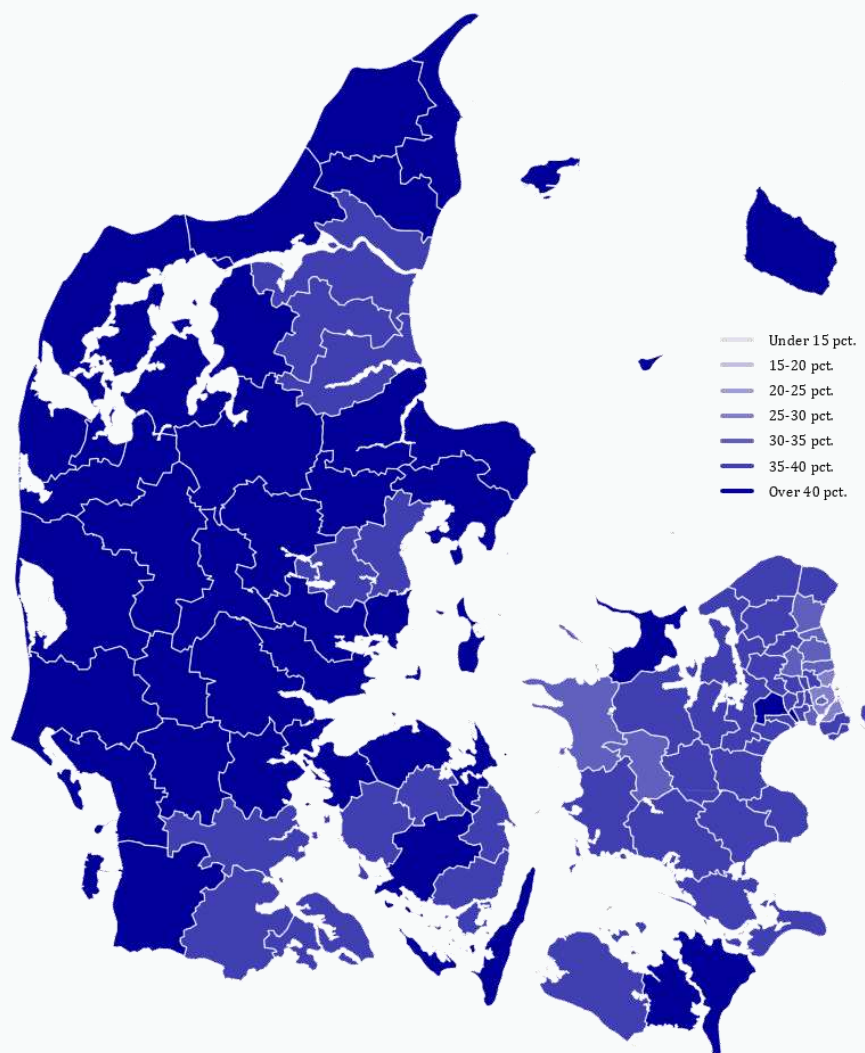 Under 15 pct.
15-20 pct.
20-25 pct.
25-30 pct.
30-35 pct.
35-40 pct.
Over 40 pct.